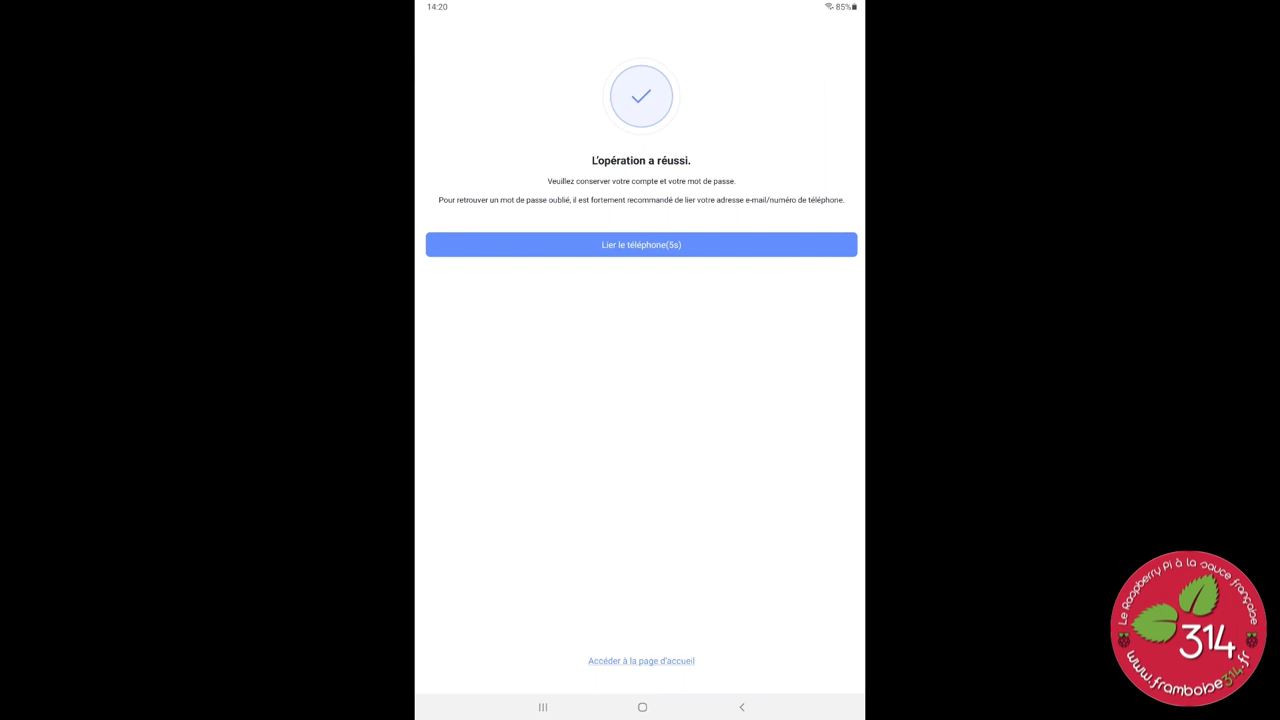 14:20
85%
L'opération a réussi.
Veuillez conserver votre compte et votre mot de passe.
Pour retrouver un mot de passe oublié, il est fortement recommandé de lier votre adresse e-mail/numéro de téléphone.
Lier le téléphone(5s)
Accéder à la page d'accueil
Le Raspberry Pi à la sauce française
314
www.framboise314.fr